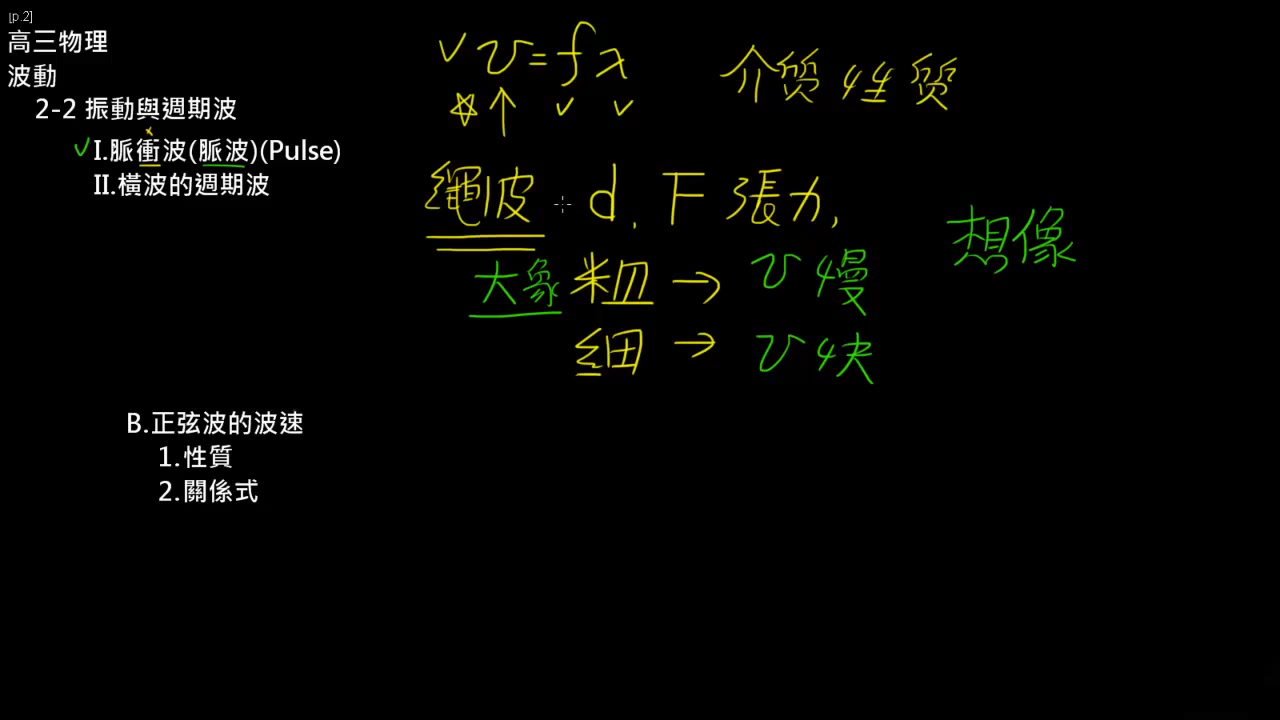 [p.2]
高三物理
波動
2-2 振動與週期波
I.脈衝波(脈波)(Pulse)
II.橫波的週期波
B.正弦波的波速
1.性質
2.關係式
v=fλ 介質性質
繩波 d, F 張力,
大象 粗 → v慢 想像
細 → v快